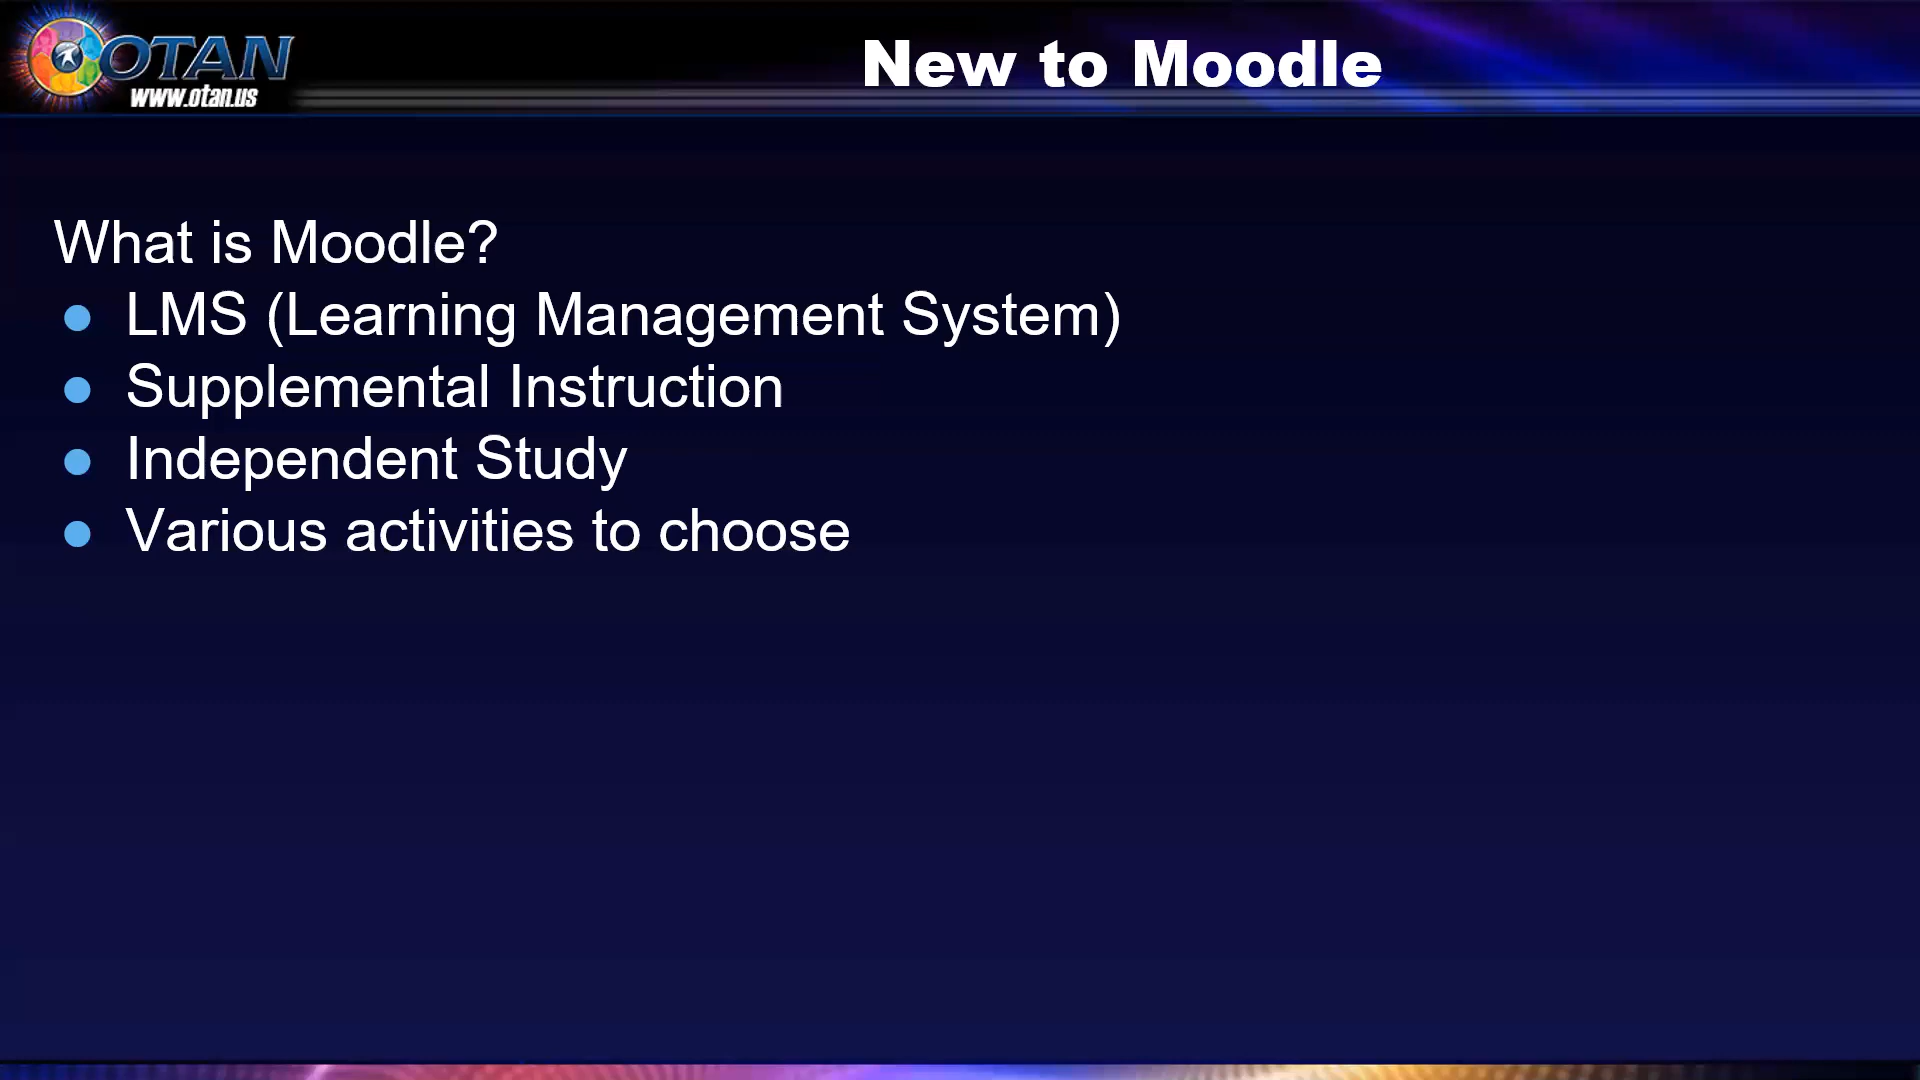 OTAN
www.otan.us
New to Moodle
What is Moodle?
● LMS (Learning Management System)
● Supplemental Instruction
● Independent Study
● Various activities to choose